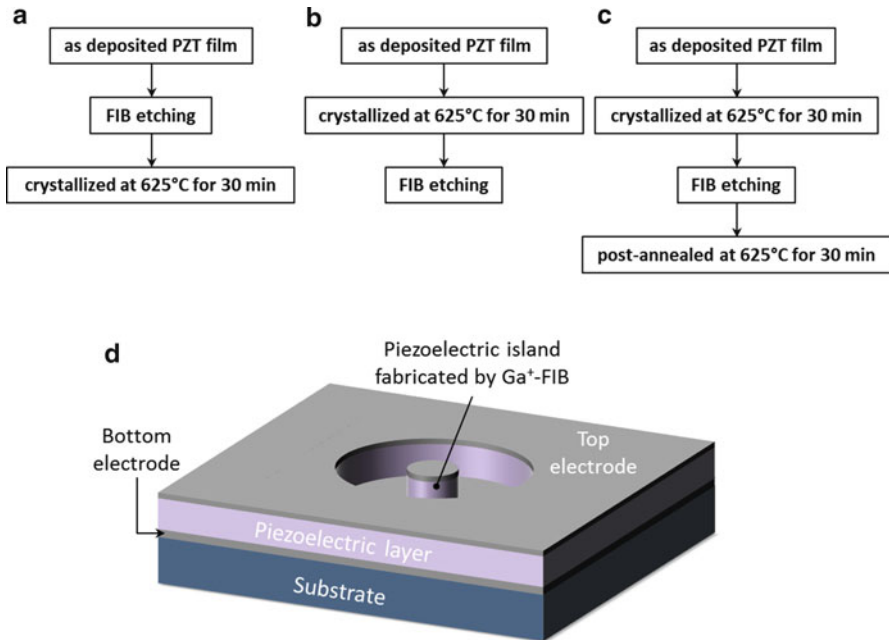 a
as deposited PZT film
FIB etching
crystallized at 625°C for 30 min
b
as deposited PZT film
crystallized at 625°C for 30 min
FIB etching
c
as deposited PZT film
crystallized at 625°C for 30 min
FIB etching
post-annealed at 625°C for 30 min
d
Piezoelectric island
fabricated by Ga⁺-FIB
Bottom
electrode
Top
electrode
Piezoelectric layer
Substrate